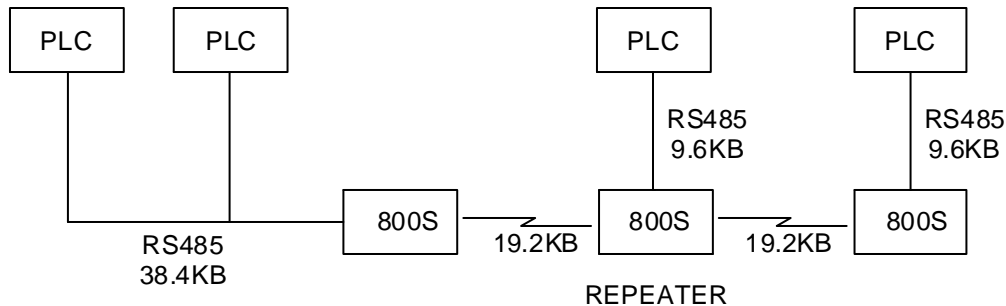 PLC
PLC
PLC
PLC
RS485
9.6KB
RS485
9.6KB
800S
800S
800S
19.2KB
19.2KB
RS485
38.4KB
REPEATER